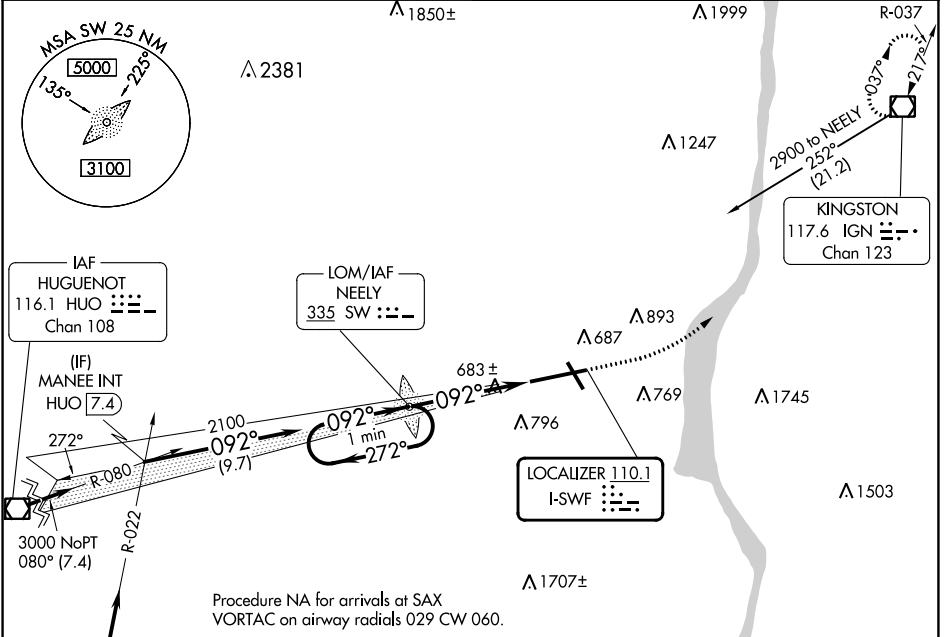 1850±
1999
R-037
MSA SW 25 NM
5000
225°
135°
3100
2381
037°
217°
1247
2900 to NEELY
252°
(21.2)
KINGSTON
117.6 IGN
Chan 123
IAF
HUGUENOT
116.1 HUO
Chan 108
LOM/IAF
NEELY
335 SW
(IF)
MANEE INT
HUO 7.4
893
687
683±
769
1745
796
2100
092°
092°
092°
1 min
272°
(9.7)
272°
R-080
R-022
3000 NoPT
080° (7.4)
LOCALIZER 110.1
I-SWF
1503
1707±
Procedure NA for arrivals at SAX
VORTAC on airway radials 029 CW 060.